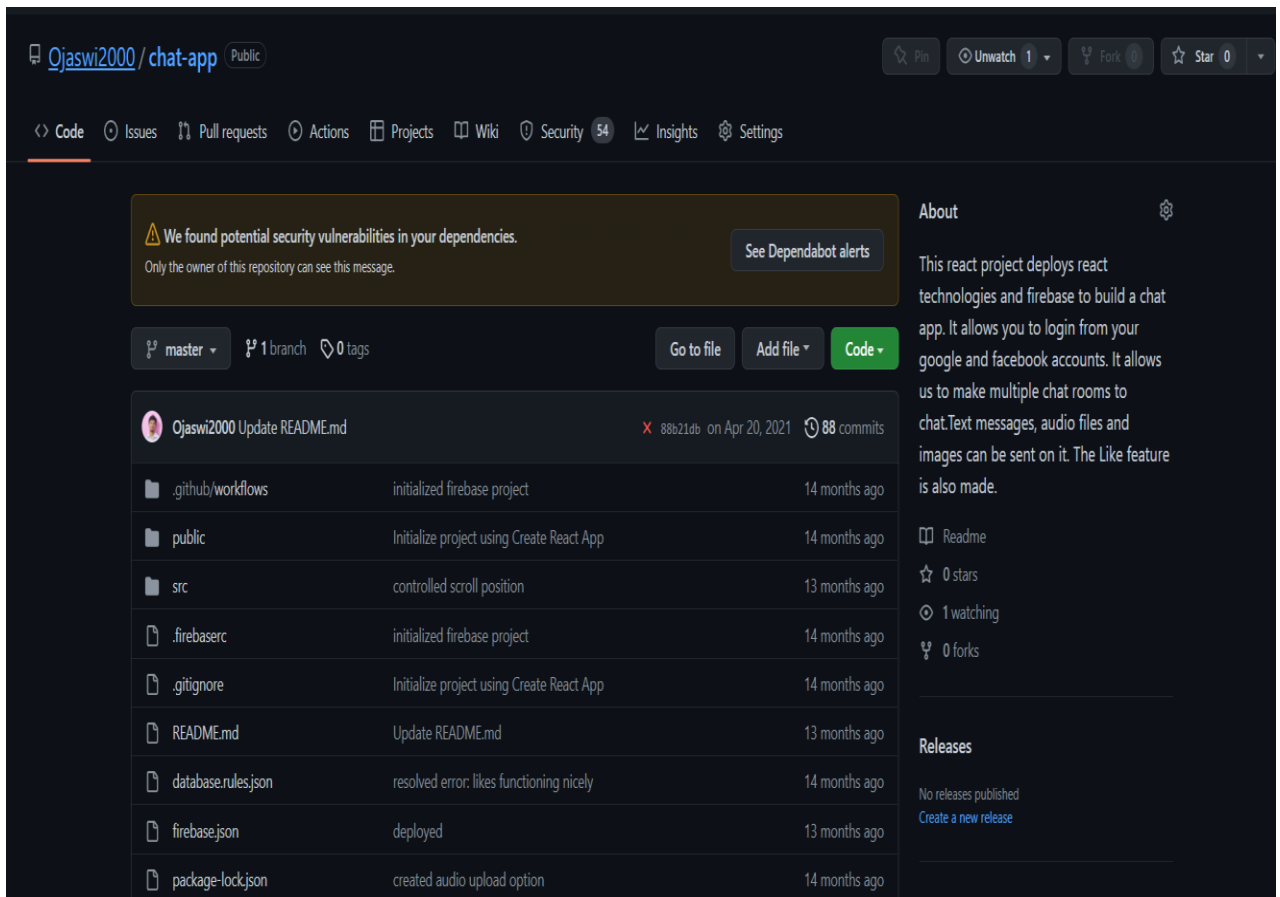 Ojaswi2000 / chat-app Public
Pin Unwatch 1 Fork 0 Star 0
<> Code Issues Pull requests Actions Projects Wiki Security 54 Insights Settings
We found potential security vulnerabilities in your dependencies.
Only the owner of this repository can see this message.
See Dependabot alerts
master 1 branch 0 tags Go to file Add file Code
Ojaswi2000 Update README.md 88b21db on Apr 20, 2021 88 commits
.github/workflows initialized firebase project 14 months ago
public Initialize project using Create React App 14 months ago
src controlled scroll position 13 months ago
.firebaserc initialized firebase project 14 months ago
.gitignore Initialize project using Create React App 14 months ago
README.md Update README.md 13 months ago
database.rules.json resolved error: likes functioning nicely 14 months ago
firebase.json deployed 13 months ago
package-lock.json created audio upload option 14 months ago
About
This react project deploys react
technologies and firebase to build a chat
app. It allows you to login from your
google and facebook accounts. It allows
us to make multiple chat rooms to
chat.Text messages, audio files and
images can be sent on it. The Like feature
is also made.
Readme
0 stars
1 watching
0 forks
Releases
No releases published
Create a new release